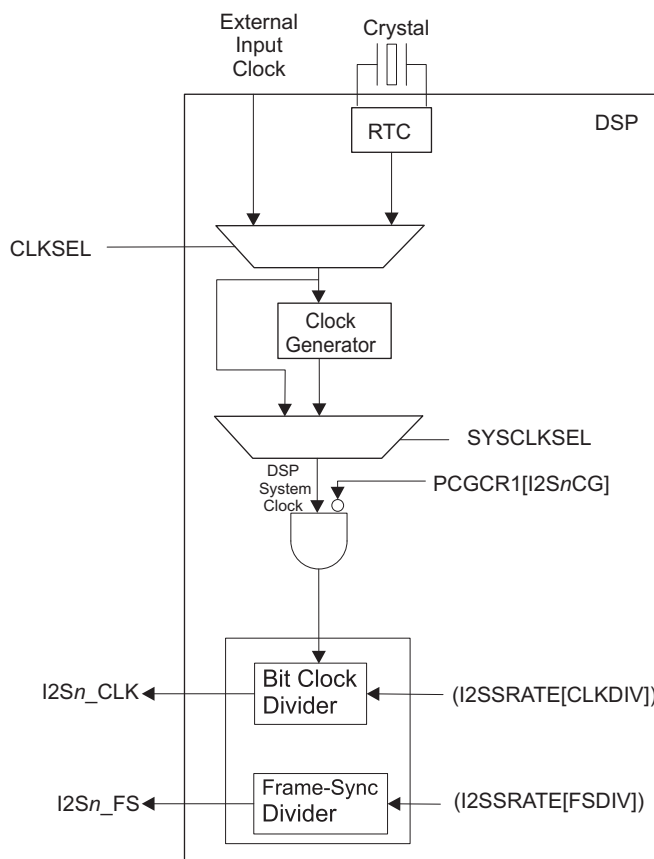 External
Input
Clock
Crystal
RTC
DSP
CLKSEL
Clock
Generator
SYSCLKSEL
DSP
System
Clock
PCGCR1[I2SnCG]
I2Sn_CLK
Bit Clock
Divider
(I2SSRATE[CLKDIV])
I2Sn_FS
Frame-Sync
Divider
(I2SSRATE[FSDIV])